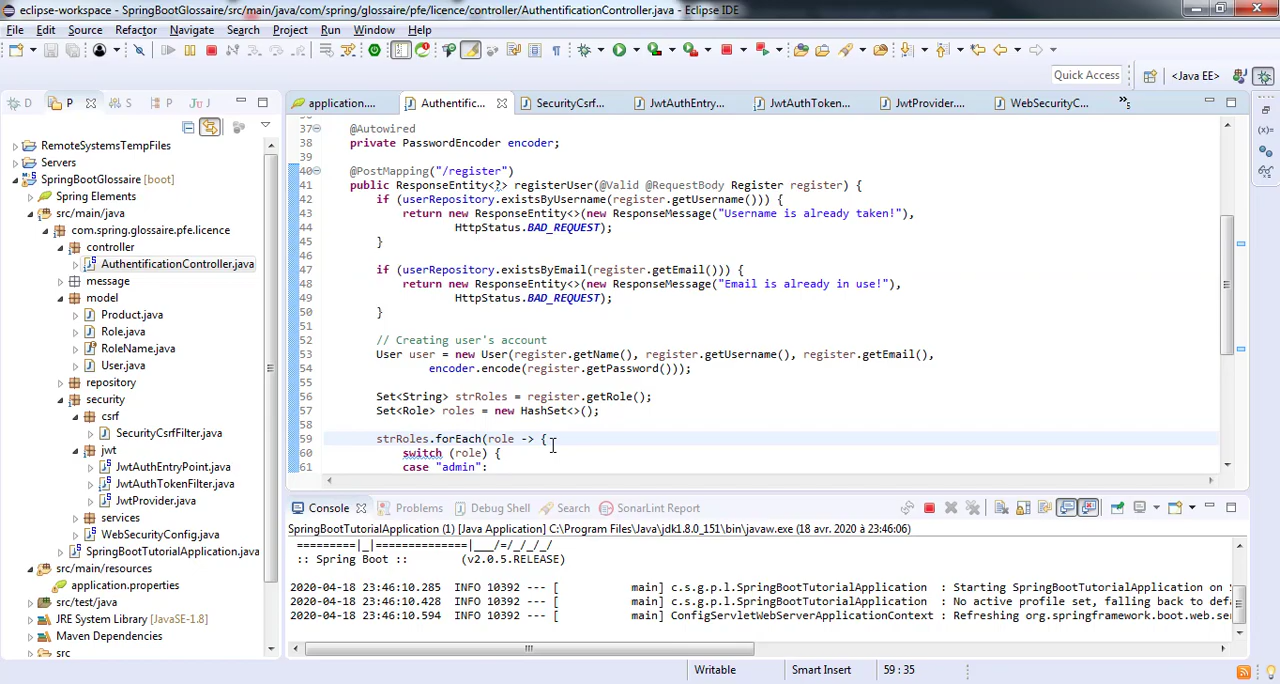 eclipse-workspace - SpringBootGlossaire/src/main/java/com/spring/glossaire/pfe/licence/controller/AuthentificationController.java - Eclipse IDE
File Edit Source Refactor Navigate Search Project Run Window Help
Quick Access
<Java EE>
D P S P Ju J
application....
Authentific...
SecurityCsrf...
JwtAuthEntry...
JwtAuthToken...
JwtProvider....
WebSecurityC...
»5
RemoteSystemsTempFiles
Servers
SpringBootGlossaire [boot]
Spring Elements
src/main/java
com.spring.glossaire.pfe.licence
controller
AuthentificationController.java
message
model
Product.java
Role.java
RoleName.java
User.java
repository
security
csrf
SecurityCsrfFilter.java
jwt
JwtAuthEntryPoint.java
JwtAuthTokenFilter.java
JwtProvider.java
services
WebSecurityConfig.java
SpringBootTutorialApplication.java
src/main/resources
application.properties
src/test/java
JRE System Library [JavaSE-1.8]
Maven Dependencies
src
37 @Autowired
38 private PasswordEncoder encoder;
39
40 @PostMapping("/register")
41 public ResponseEntity<?> registerUser(@Valid @RequestBody Register register) {
42 if (userRepository.existsByUsername(register.getUsername())) {
43 return new ResponseEntity<>(new ResponseMessage("Username is already taken!"),
44 HttpStatus.BAD_REQUEST);
45 }
46
47 if (userRepository.existsByEmail(register.getEmail())) {
48 return new ResponseEntity<>(new ResponseMessage("Email is already in use!"),
49 HttpStatus.BAD_REQUEST);
50 }
51
52 // Creating user's account
53 User user = new User(register.getName(), register.getUsername(), register.getEmail(),
54 encoder.encode(register.getPassword()));
55
56 Set<String> strRoles = register.getRole();
57 Set<Role> roles = new HashSet<>();
58
59 strRoles.forEach(role -> {
60 switch (role) {
61 case "admin":
Console Problems Debug Shell Search SonarLint Report
SpringBootTutorialApplication (1) [Java Application] C:\Program Files\Java\jdk1.8.0_151\bin\javaw.exe (18 avr. 2020 à 23:46:06)
=========|_|==============|___/=/_/_/_/
:: Spring Boot :: (v2.0.5.RELEASE)
2020-04-18 23:46:10.285 INFO 10392 --- [ main] c.s.g.p.l.SpringBootTutorialApplication : Starting SpringBootTutorialApplication on
2020-04-18 23:46:10.428 INFO 10392 --- [ main] c.s.g.p.l.SpringBootTutorialApplication : No active profile set, falling back to defa
2020-04-18 23:46:10.594 INFO 10392 --- [ main] ConfigServletWebServerApplicationContext : Refreshing org.springframework.boot.web.ser
Writable Smart Insert 59 : 35